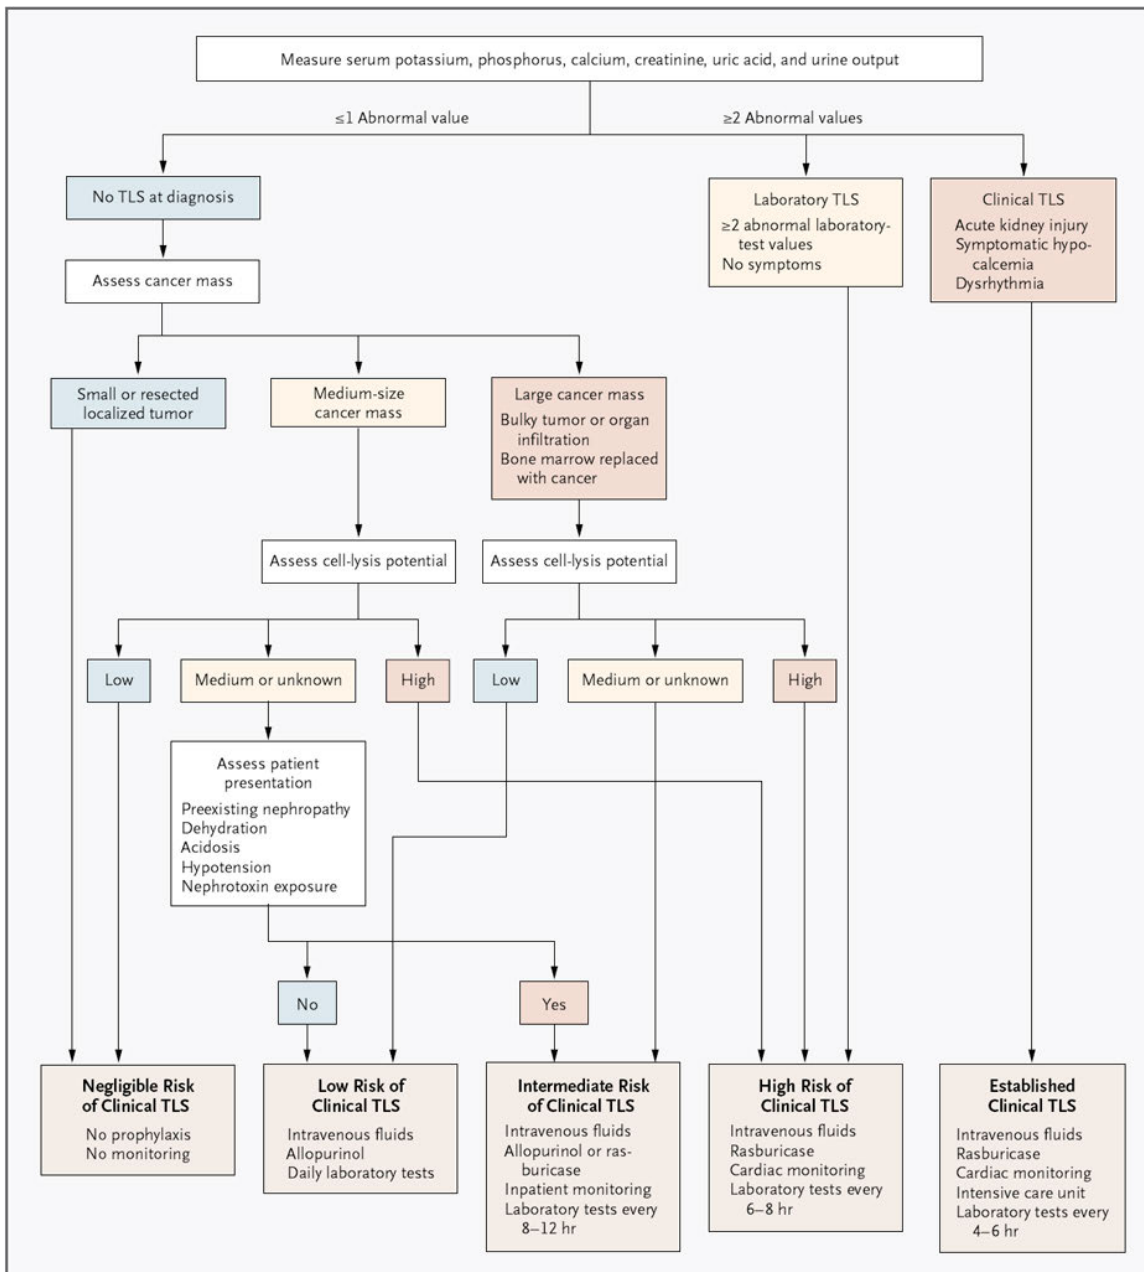 Measure serum potassium, phosphorus, calcium, creatinine, uric acid, and urine output
≤1 Abnormal value
≥2 Abnormal values
No TLS at diagnosis
Laboratory TLS
≥2 abnormal laboratory-
test values
No symptoms
Clinical TLS
Acute kidney injury
Symptomatic hypo-
calcemia
Dysrhythmia
Assess cancer mass
Small or resected
localized tumor
Medium-size
cancer mass
Large cancer mass
Bulky tumor or organ
infiltration
Bone marrow replaced
with cancer
Assess cell-lysis potential
Assess cell-lysis potential
Low
Medium or unknown
High
Low
Medium or unknown
High
Assess patient
presentation
Preexisting nephropathy
Dehydration
Acidosis
Hypotension
Nephrotoxin exposure
No
Yes
Negligible Risk
of Clinical TLS
No prophylaxis
No monitoring
Low Risk of
Clinical TLS
Intravenous fluids
Allopurinol
Daily laboratory tests
Intermediate Risk
of Clinical TLS
Intravenous fluids
Allopurinol or ras-
buricase
Inpatient monitoring
Laboratory tests every
8–12 hr
High Risk of
Clinical TLS
Intravenous fluids
Rasburicase
Cardiac monitoring
Laboratory tests every
6–8 hr
Established
Clinical TLS
Intravenous fluids
Rasburicase
Cardiac monitoring
Intensive care unit
Laboratory tests every
4–6 hr